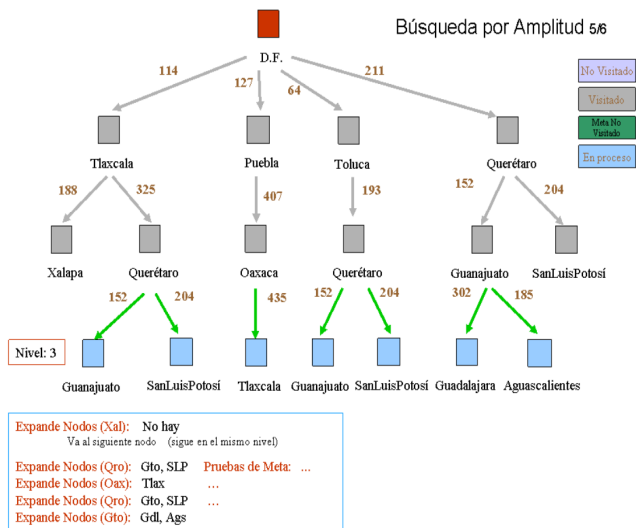 Búsqueda por Amplitud 5/6
D.F.
114
127
64
211
No Visitado
Visitado
Meta No
Visitado
En proceso
Tlaxcala
Puebla
Toluca
Querétaro
188
325
407
193
152
204
Xalapa
Querétaro
Oaxaca
Querétaro
Guanajuato
SanLuisPotosí
152
204
435
152
204
302
185
Nivel: 3
Guanajuato
SanLuisPotosí
Tlaxcala
Guanajuato
SanLuisPotosí
Guadalajara
Aguascalientes
Expande Nodos (Xal): No hay
Va al siguiente nodo (sigue en el mismo nivel)
Expande Nodos (Qro): Gto, SLP Pruebas de Meta: ...
Expande Nodos (Oax): Tlax ...
Expande Nodos (Qro): Gto, SLP ...
Expande Nodos (Gto): Gdl, Ags